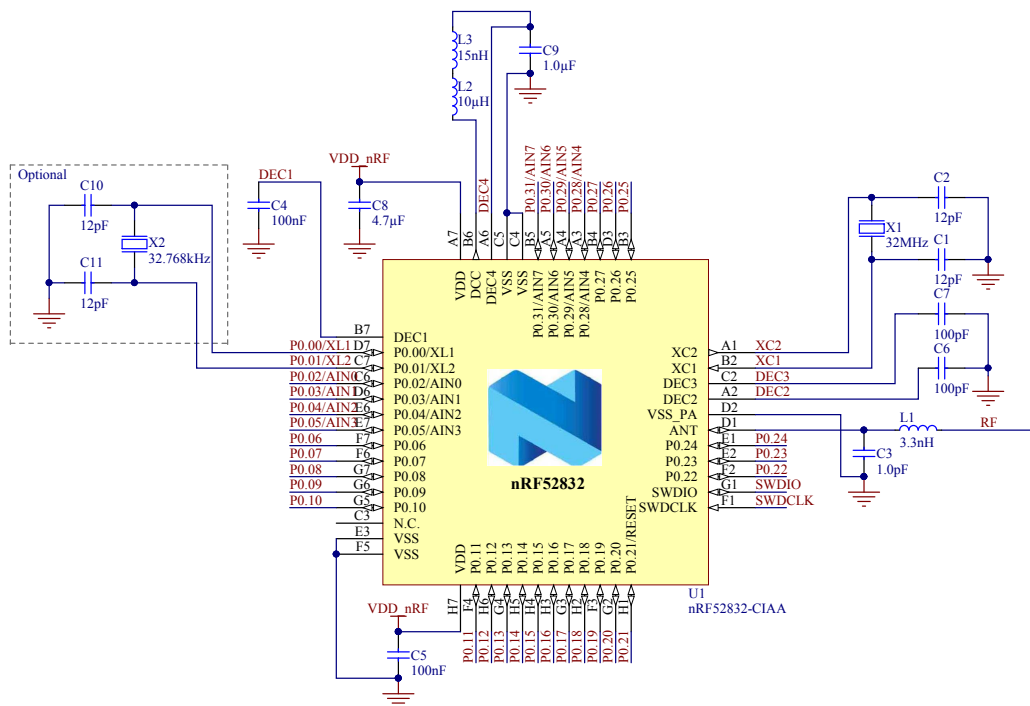 L3
15nH
L2
10µH
C9
1.0µF
Optional
C10
12pF
X2
32.768kHz
C11
12pF
DEC1
C4
100nF
VDD_nRF
C8
4.7µF
DEC4
P0.31/AIN7
P0.30/AIN6
P0.29/AIN5
P0.28/AIN4
P0.27
P0.26
P0.25
A7
B6
A6
C5
C4
B5
A5
A4
A3
B4
D3
B3
VDD
DCC
DEC4
VSS
VSS
P0.31/AIN7
P0.30/AIN6
P0.29/AIN5
P0.28/AIN4
P0.27
P0.26
P0.25
C2
12pF
X1
32MHz
C1
12pF
C7
100pF
C6
100pF
B7 DEC1
P0.00/XL1 D7 P0.00/XL1
P0.01/XL2 C7 P0.01/XL2
P0.02/AIN0 C6 P0.02/AIN0
P0.03/AIN1 D6 P0.03/AIN1
P0.04/AIN2 E6 P0.04/AIN2
P0.05/AIN3 E7 P0.05/AIN3
P0.06 F7 P0.06
P0.07 F6 P0.07
P0.08 G7 P0.08
P0.09 G6 P0.09
P0.10 G5 P0.10
C3 N.C.
E3 VSS
F5 VSS
nRF52832
XC2 A1 XC2
XC1 B2 XC1
DEC3 C2 DEC3
DEC2 A2 DEC2
VSS_PA D2
ANT D1
P0.24 E1 P0.24
P0.23 E2 P0.23
P0.22 F2 P0.22
SWDIO G1 SWDIO
SWDCLK F1 SWDCLK
L1
3.3nH
RF
C3
1.0pF
VDD
P0.11
P0.12
P0.13
P0.14
P0.15
P0.16
P0.17
P0.18
P0.19
P0.20
P0.21/RESET
U1
nRF52832-CIAA
H7
F4
H6
G4
H5
H4
H3
G3
H2
F3
G2
H1
VDD_nRF
C5
100nF
P0.11
P0.12
P0.13
P0.14
P0.15
P0.16
P0.17
P0.18
P0.19
P0.20
P0.21